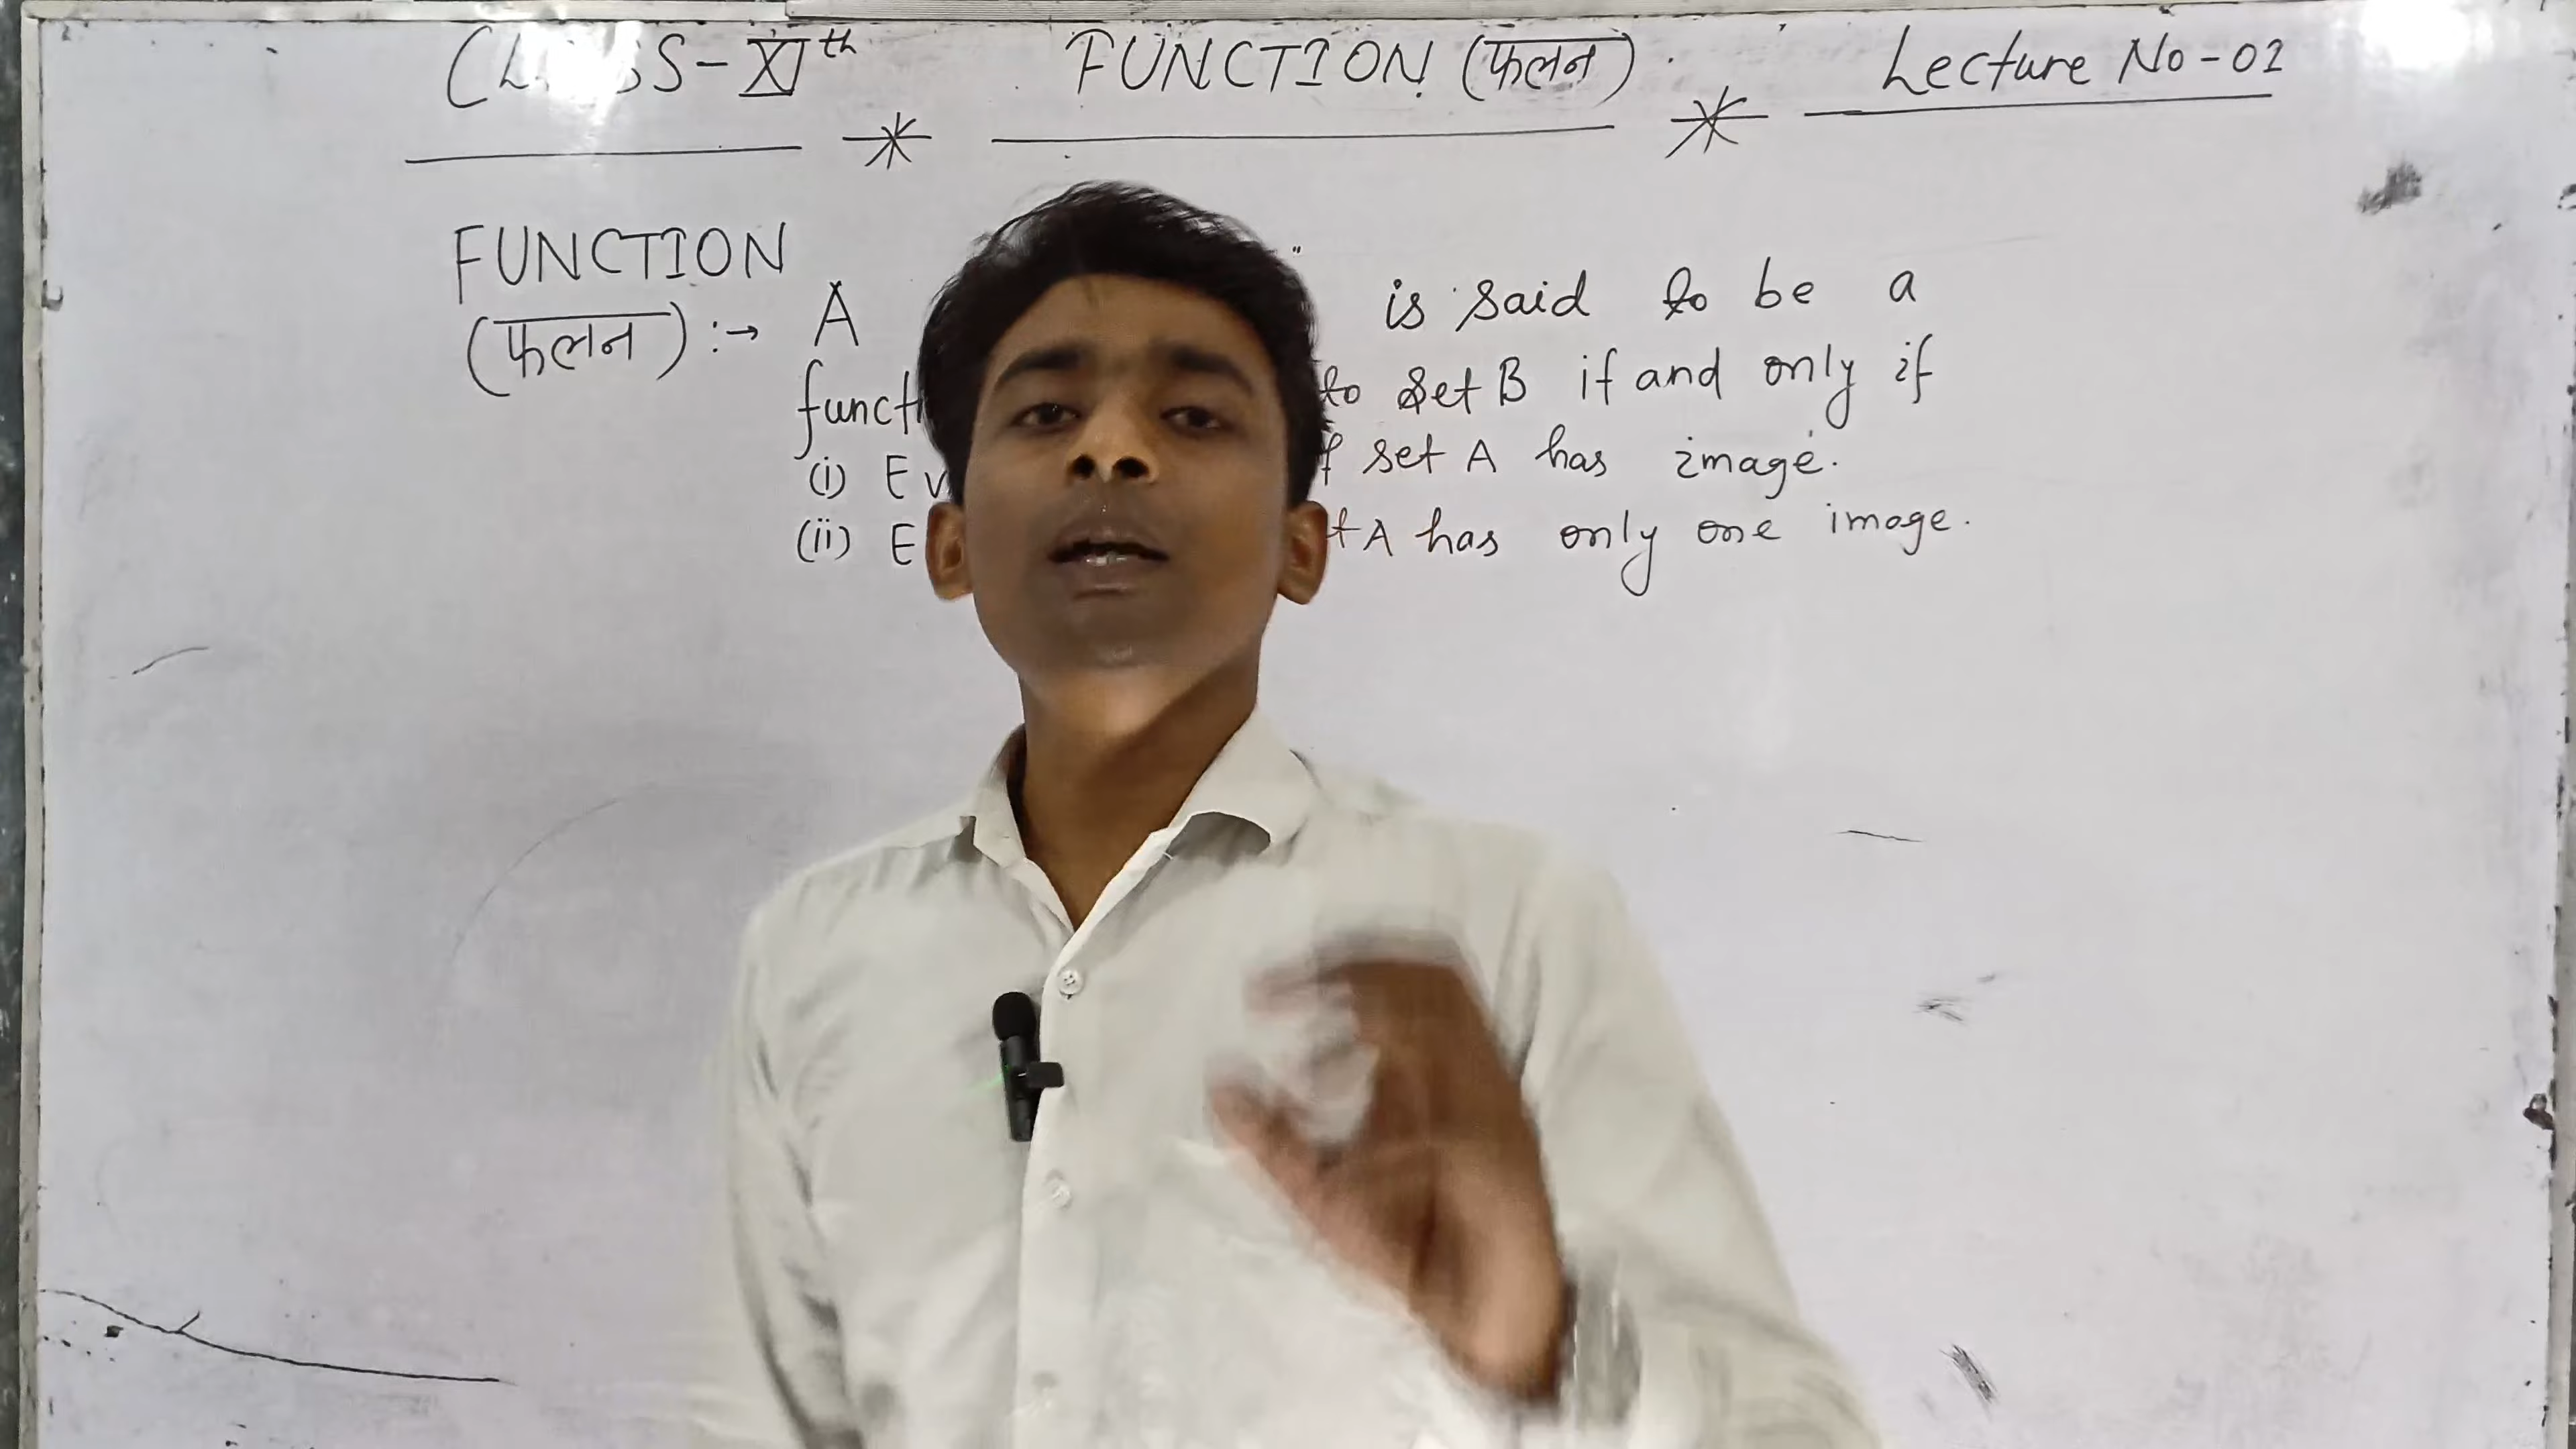 CLASS-XIth FUNCTION (फलन) Lecture No-01
FUNCTION
(फलन) :→ A is said to be a
to set B if and only if
(i) set A has image.
(ii) A has only one image.